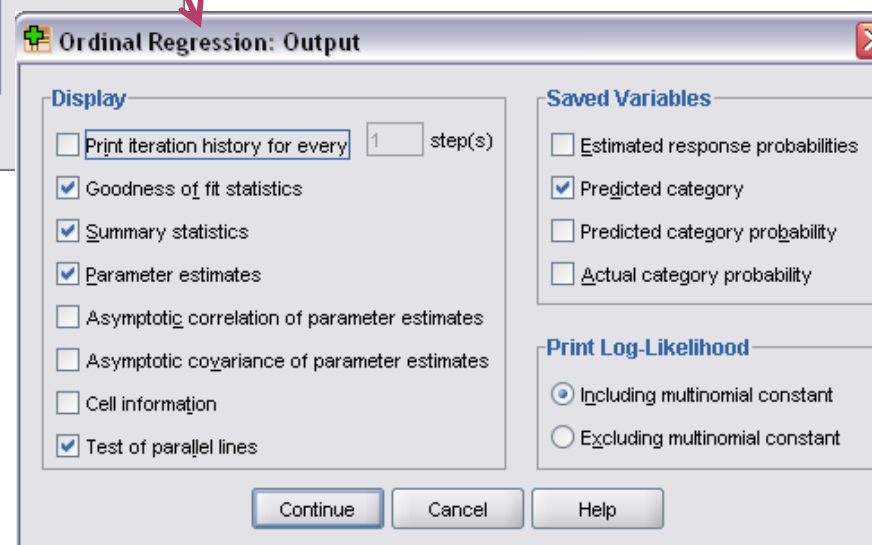 Ordinal Regression: Output
Display
Print iteration history for every 1 step(s)
Goodness of fit statistics
Summary statistics
Parameter estimates
Asymptotic correlation of parameter estimates
Asymptotic covariance of parameter estimates
Cell information
Test of parallel lines
Saved Variables
Estimated response probabilities
Predicted category
Predicted category probability
Actual category probability
Print Log-Likelihood
Including multinomial constant
Excluding multinomial constant
Continue Cancel Help